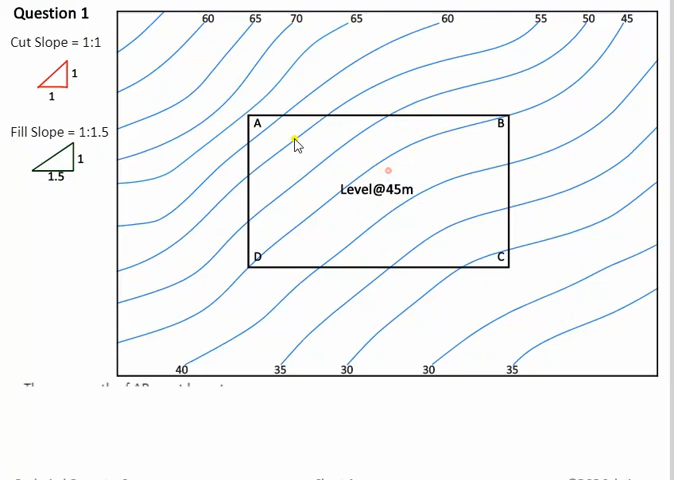 Question 1
Cut Slope = 1:1
1
1
Fill Slope = 1:1.5
1
1.5
60 65 70 65 60 55 50 45
A B
Level@45m
D C
40 35 30 30 35